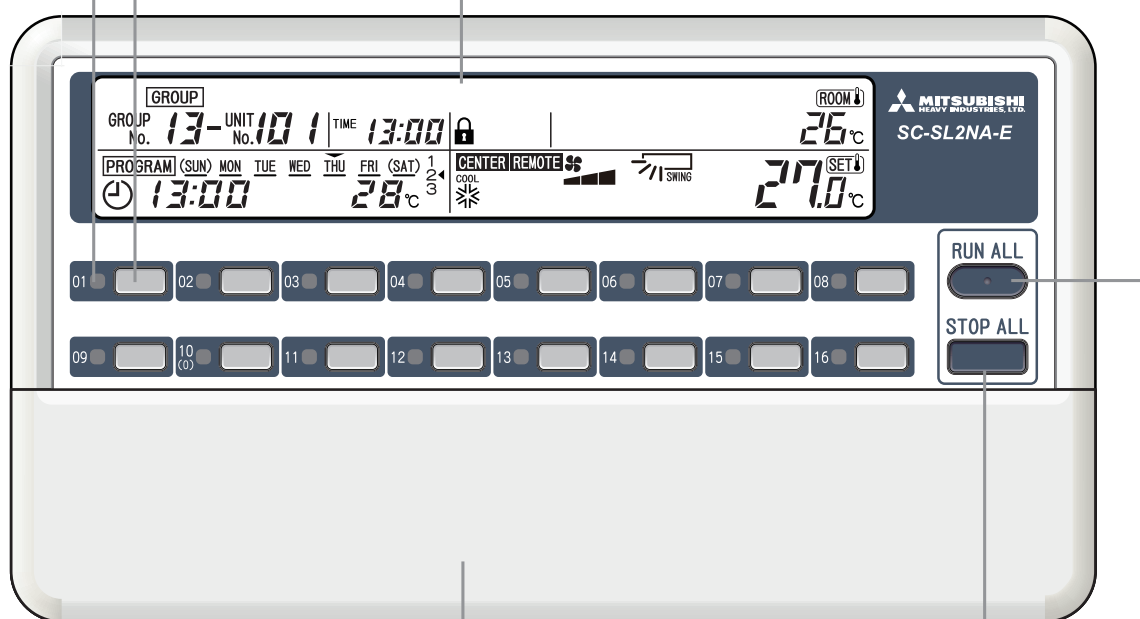 GROUP
GROUP No. 13-UNIT No. 101 TIME 13:00
ROOM
26℃
PROGRAM (SUN) MON TUE WED THU FRI (SAT) 1 2 3
13:00 28℃
CENTER REMOTE
COOL
SWING
SET
27.0℃
MITSUBISHI
HEAVY INDUSTRIES, LTD.
SC-SL2NA-E
01 02 03 04 05 06 07 08
RUN ALL
09 10 (0) 11 12 13 14 15 16
STOP ALL